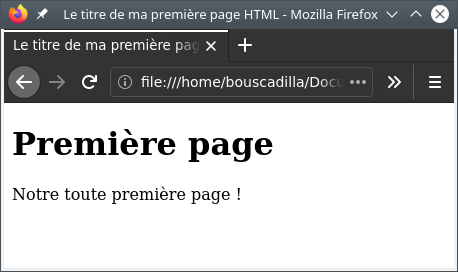 Le titre de ma première page HTML - Mozilla Firefox
Le titre de ma première pag
file:///home/bouscadilla/Docu
Première page
Notre toute première page !